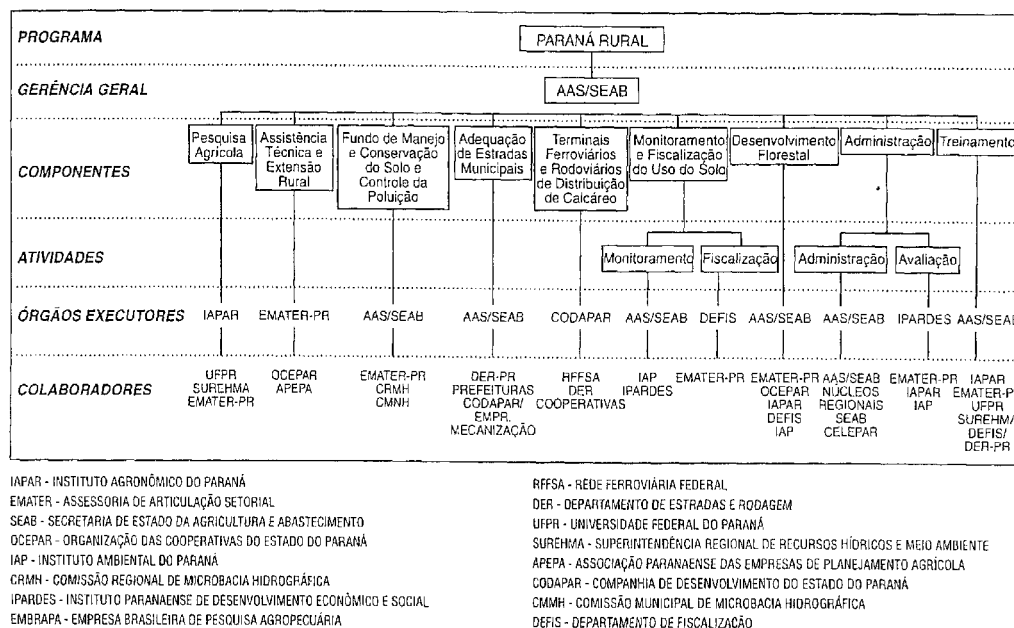 PROGRAMA
PARANÁ RURAL
GERÊNCIA GERAL
AAS/SEAB
COMPONENTES
Pesquisa
Agrícola
Assistência
Técnica e
Extensão
Rural
Fundo de Manejo
e Conservação
do Solo e
Controle da
Poluição
Adequação
de Estradas
Municipais
Terminais
Ferroviários
e Rodoviários
de Distribuição
de Calcáreo
Monitoramento
e Fiscalização
do Uso do Solo
Desenvolvimento
Florestal
Administração
Treinamento
ATIVIDADES
Monitoramento
Fiscalização
Administração
Avaliação
ÓRGÃOS EXECUTORES
IAPAR
EMATER-PR
AAS/SEAB
AAS/SEAB
CODAPAR
AAS/SEAB
DEFIS
AAS/SEAB
AAS/SEAB
IPARDES
AAS/SEAB
COLABORADORES
UFPR
SUREHMA
EMATER-PR
OCEPAR
APEPA
EMATER-PR
CRMH
CMNH
DER-PR
PREFEITURAS
CODAPAR/
EMPR.
MECANIZAÇÃO
RFFSA
DER
COOPERATIVAS
IAP
IPARDES
EMATER-PR
EMATER-PR
OCEPAR
IAPAR
DEFIS
IAP
AAS/SEAB
NÚCLEOS
REGIONAIS
SEAB
CELEPAR
EMATER-PR
IAPAR
IAP
IAPAR
EMATER-P
UFPR
SUREHM/
DEFIS/
DER-PR
IAPAR - INSTITUTO AGRONÔMICO DO PARANÁ
EMATER - ASSESSORIA DE ARTICULAÇÃO SETORIAL
SEAB - SECRETARIA DE ESTADO DA AGRICULTURA E ABASTECIMENTO
OCEPAR - ORGANIZAÇÃO DAS COOPERATIVAS DO ESTADO DO PARANÁ
IAP - INSTITUTO AMBIENTAL DO PARANÁ
CRMH - COMISSÃO REGIONAL DE MICROBACIA HIDROGRÁFICA
IPARDES - INSTITUTO PARANAENSE DE DESENVOLVIMENTO ECONÔMICO E SOCIAL
EMBRAPA - EMPRESA BRASILEIRA DE PESQUISA AGROPECUÁRIA
RFFSA - REDE FERROVIÁRIA FEDERAL
DER - DEPARTAMENTO DE ESTRADAS E RODAGEM
UFPR - UNIVERSIDADE FEDERAL DO PARANÁ
SUREHMA - SUPERINTENDÊNCIA REGIONAL DE RECURSOS HÍDRICOS E MEIO AMBIENTE
APEPA - ASSOCIAÇÃO PARANAENSE DAS EMPRESAS DE PLANEJAMENTO AGRÍCOLA
CODAPAR - COMPANHIA DE DESENVOLVIMENTO DO ESTADO DO PARANÁ
CMMH - COMISSÃO MUNICIPAL DE MICROBACIA HIDROGRÁFICA
DEFIS - DEPARTAMENTO DE FISCALIZAÇÃO